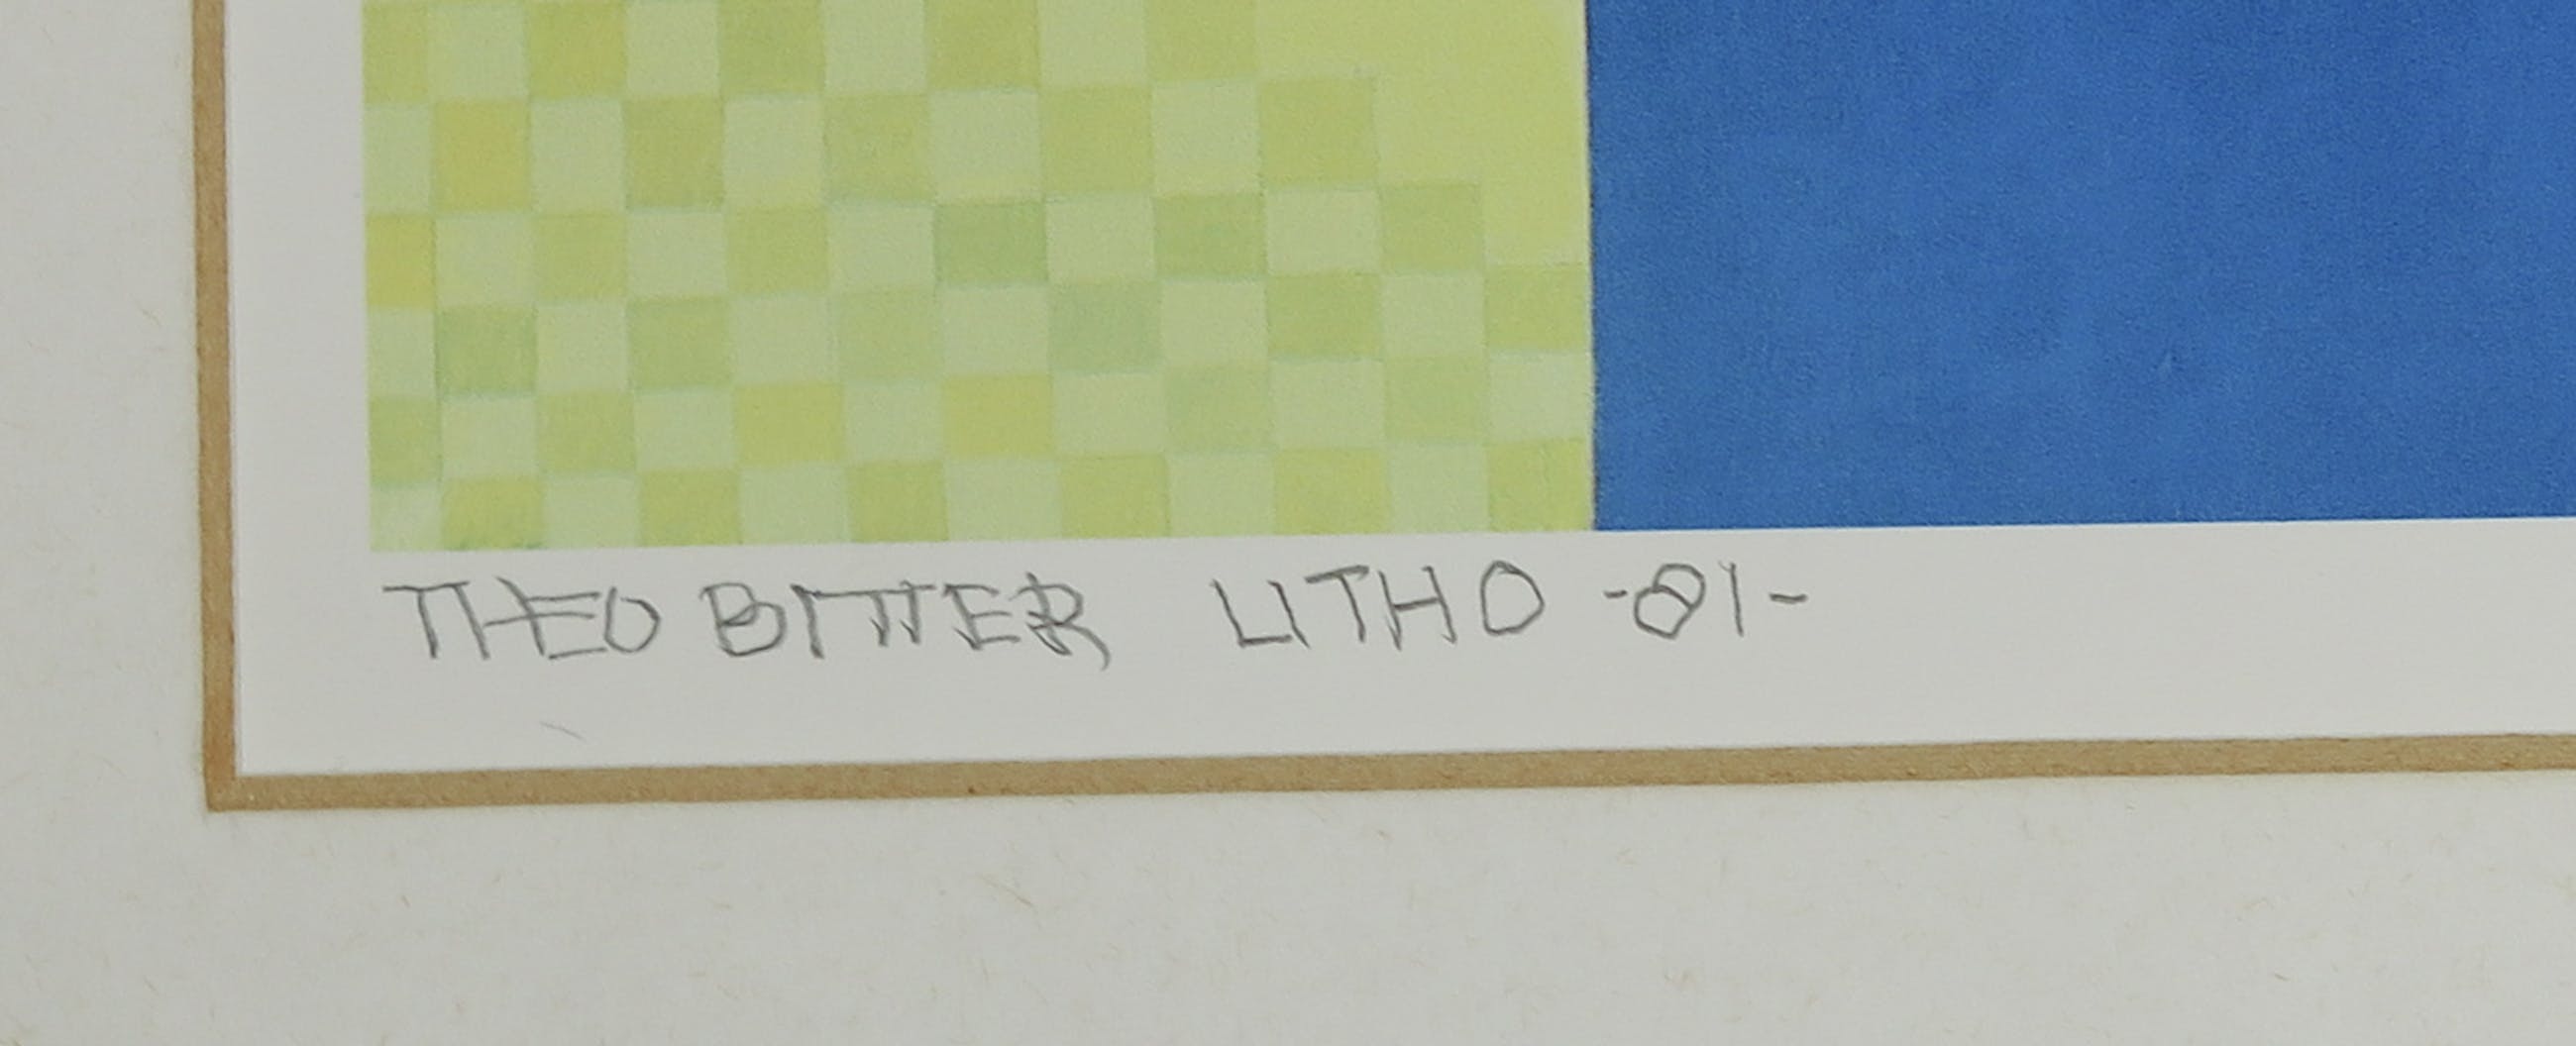 THEO BITTER LITHO -81-